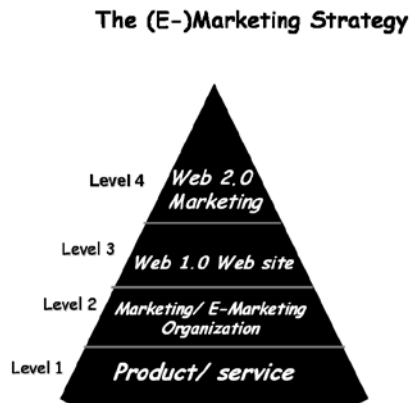 The (E-)Marketing Strategy
Level 4
Web 2.0
Marketing
Level 3
Web 1.0 Web site
Level 2
Marketing/ E-Marketing
Organization
Level 1
Product/ service